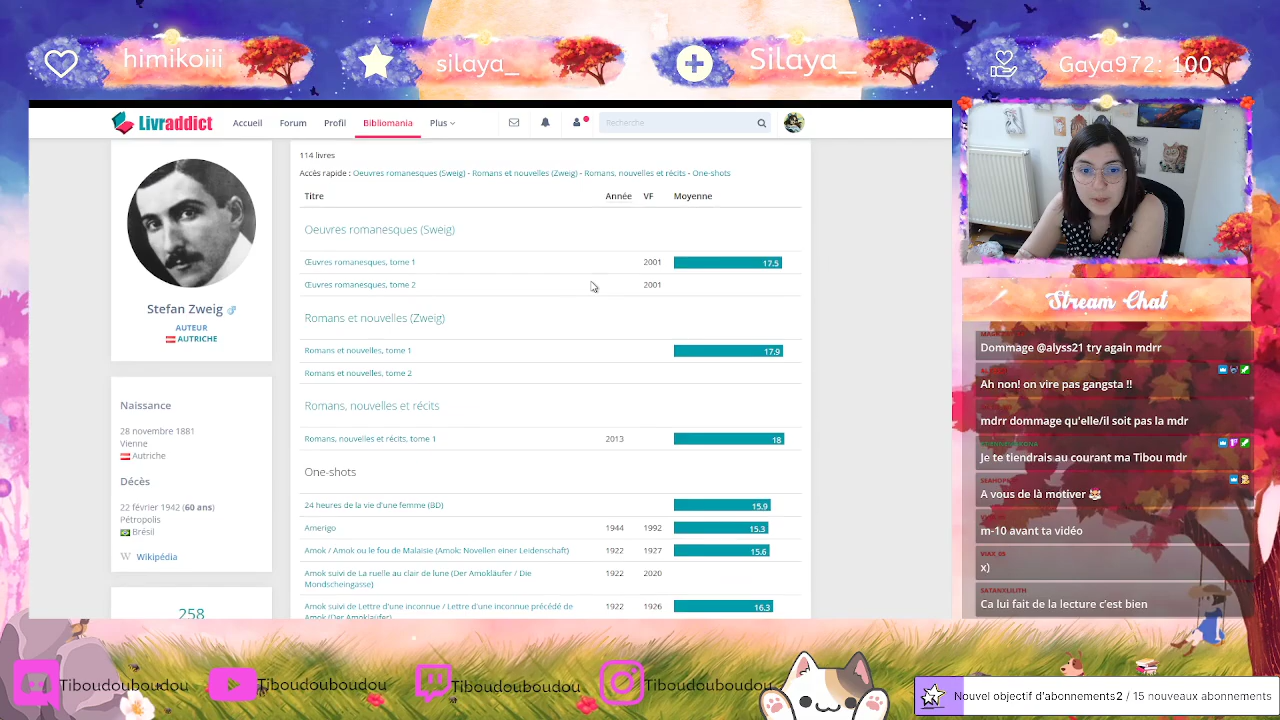 himikoiii
silaya_
Silaya_
Gaya972: 100
Livraddict
Accueil
Forum
Profil
Bibliomania
Plus
Recherche
114 livres
Accès rapide : Oeuvres romanesques (Sweig) - Romans et nouvelles (Zweig) - Romans, nouvelles et récits - One-shots
Titre Année VF Moyenne
Oeuvres romanesques (Sweig)
Œuvres romanesques, tome 1 2001 17.5
Œuvres romanesques, tome 2 2001
Romans et nouvelles (Zweig)
Romans et nouvelles, tome 1 17.9
Romans et nouvelles, tome 2
Romans, nouvelles et récits
Romans, nouvelles et récits, tome 1 2013 18
One-shots
24 heures de la vie d'une femme (BD) 15.9
Amerigo 1944 1992 15.3
Amok / Amok ou le fou de Malaisie (Amok: Novellen einer Leidenschaft) 1922 1927 15.6
Amok suivi de La ruelle au clair de lune (Der Amokläufer / Die 1922 2020
Mondscheingasse)
Amok suivi de Lettre d'une inconnue / Lettre d'une inconnue précédé de 1922 1926 16.3
Amok (Der Amokläufer)
Stefan Zweig
AUTEUR
AUTRICHE
Naissance
28 novembre 1881
Vienne
Autriche
Décès
22 février 1942 (60 ans)
Pétropolis
Brésil
W Wikipédia
258
Stream Chat
Dommage @alyss21 try again mdrr
Ah non! on vire pas gangsta !!
mdrr dommage qu'elle/il soit pas la mdr
Je te tiendrais au courant ma Tibou mdr
SEAHOP
A vous de la motiver
m-10 avant ta vidéo
x)
SATANXLILITH
Ca lui fait de la lecture c'est bien
Tiboudouboudou
Tiboudouboudou
Tiboudouboudou
Tiboudouboudou
Nouvel objectif d'abonnements 2 / 15 nouveaux abonnements